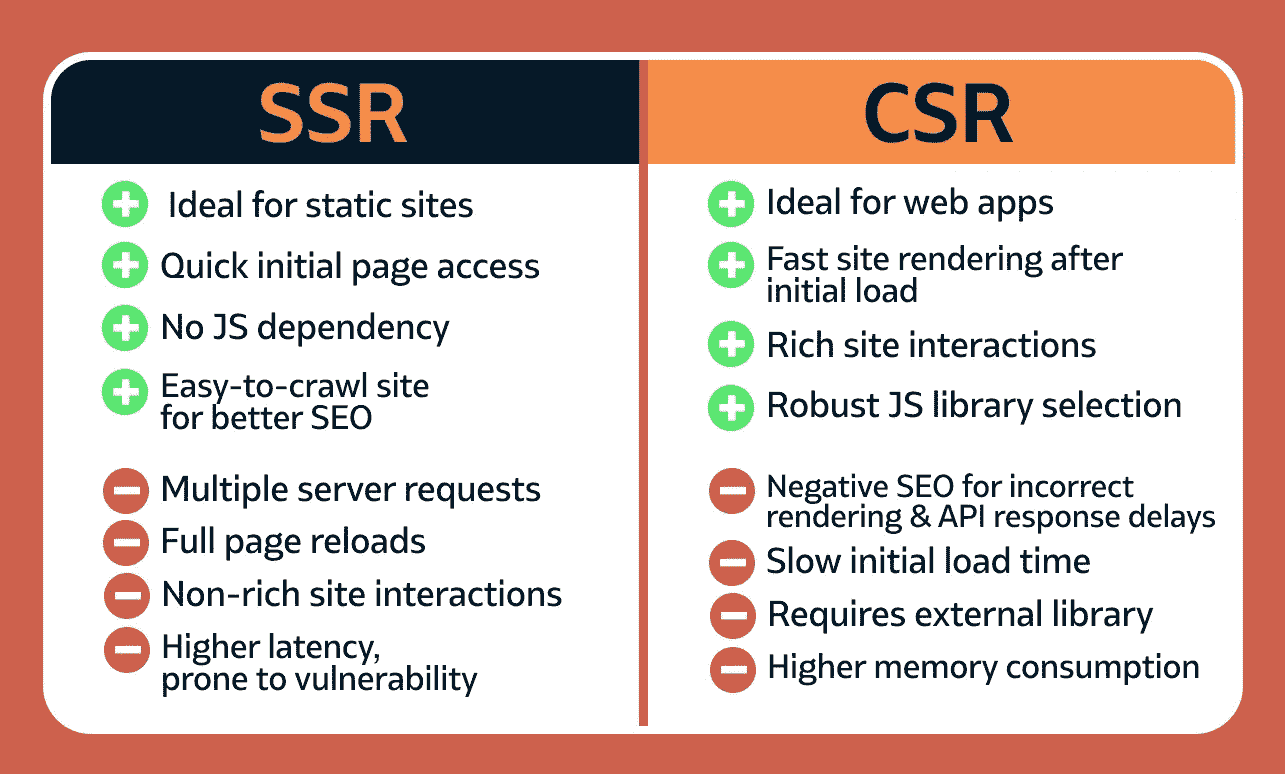 SSR
Ideal for static sites
Quick initial page access
No JS dependency
Easy-to-crawl site
for better SEO
Multiple server requests
Full page reloads
Non-rich site interactions
Higher latency,
prone to vulnerability
CSR
Ideal for web apps
Fast site rendering after
initial load
Rich site interactions
Robust JS library selection
Negative SEO for incorrect
rendering & API response delays
Slow initial load time
Requires external library
Higher memory consumption